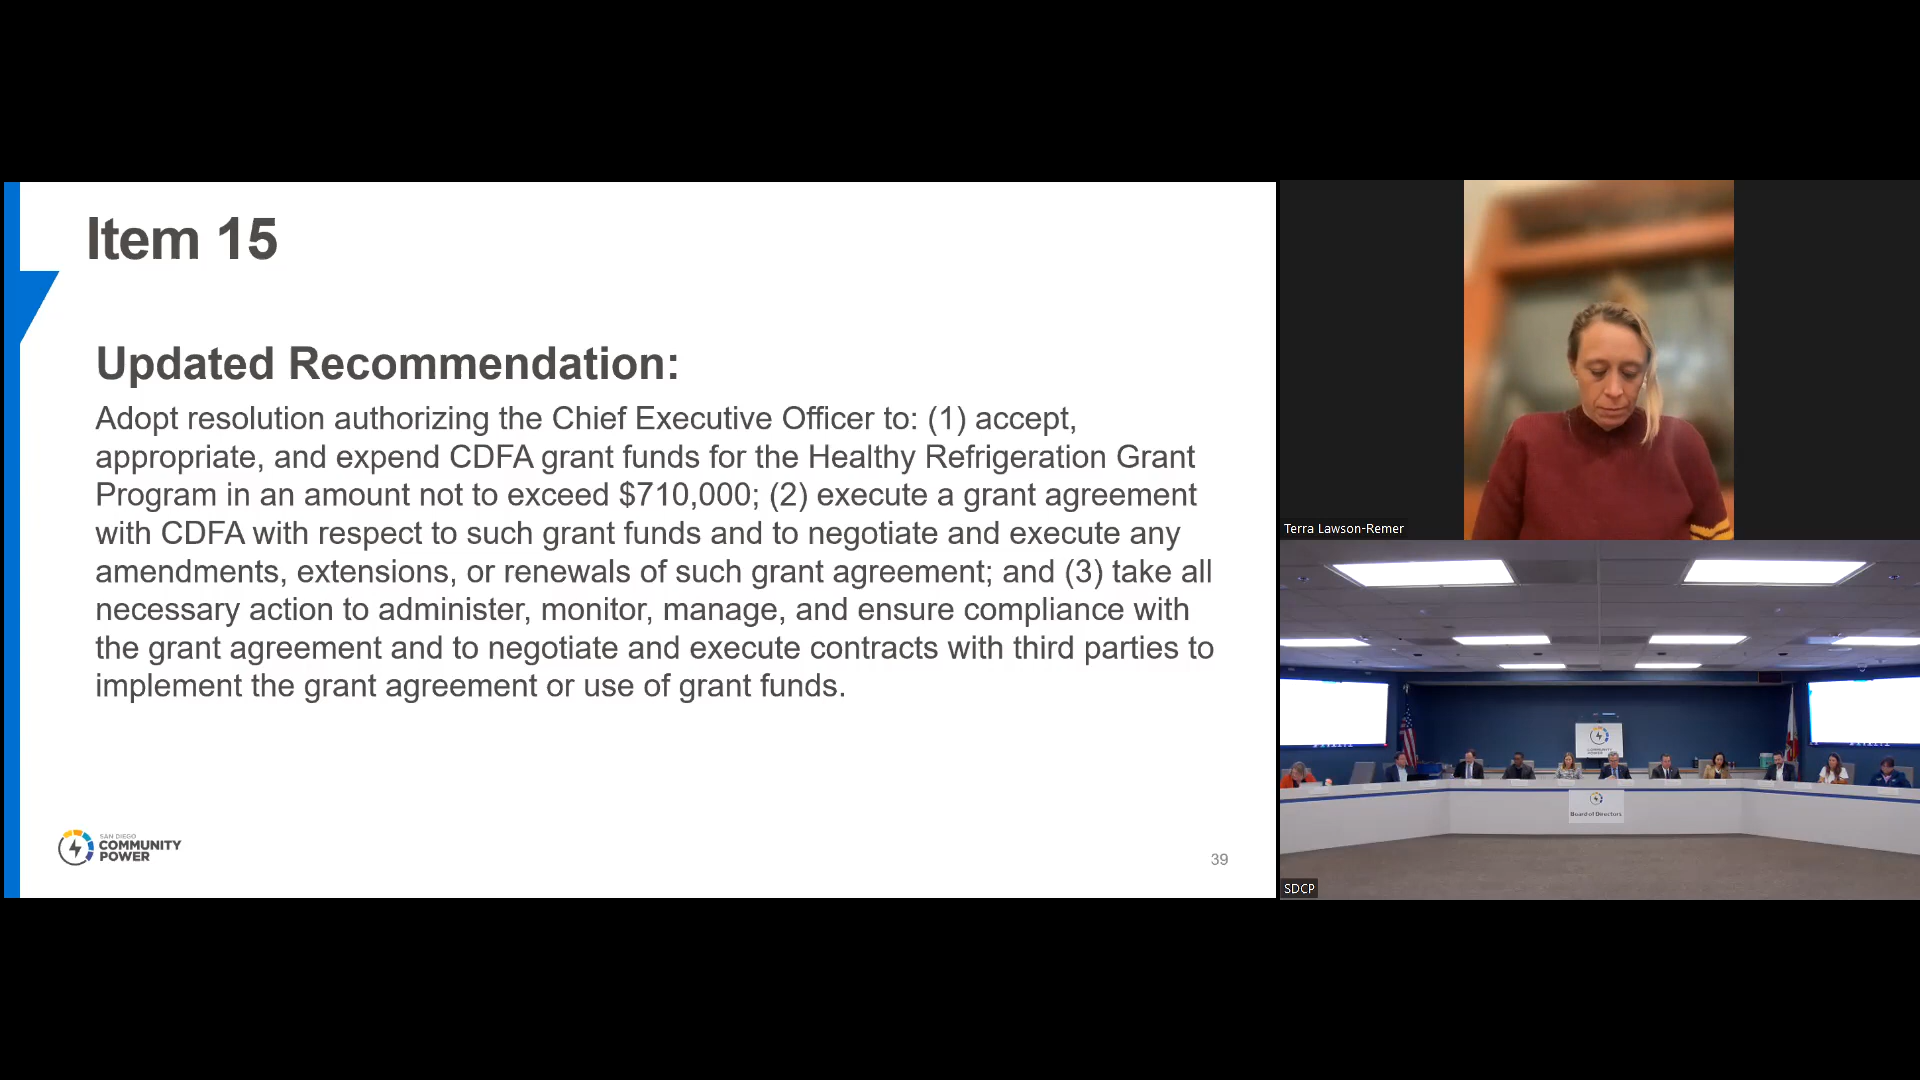 Item 15
Updated Recommendation:
Adopt resolution authorizing the Chief Executive Officer to: (1) accept,
appropriate, and expend CDFA grant funds for the Healthy Refrigeration Grant
Program in an amount not to exceed $710,000; (2) execute a grant agreement
with CDFA with respect to such grant funds and to negotiate and execute any
amendments, extensions, or renewals of such grant agreement; and (3) take all
necessary action to administer, monitor, manage, and ensure compliance with
the grant agreement and to negotiate and execute contracts with third parties to
implement the grant agreement or use of grant funds.
SAN DIEGO
COMMUNITY
POWER
39
Terra Lawson-Remer
COMMUNITY
POWER
Board of Directors
SDCP